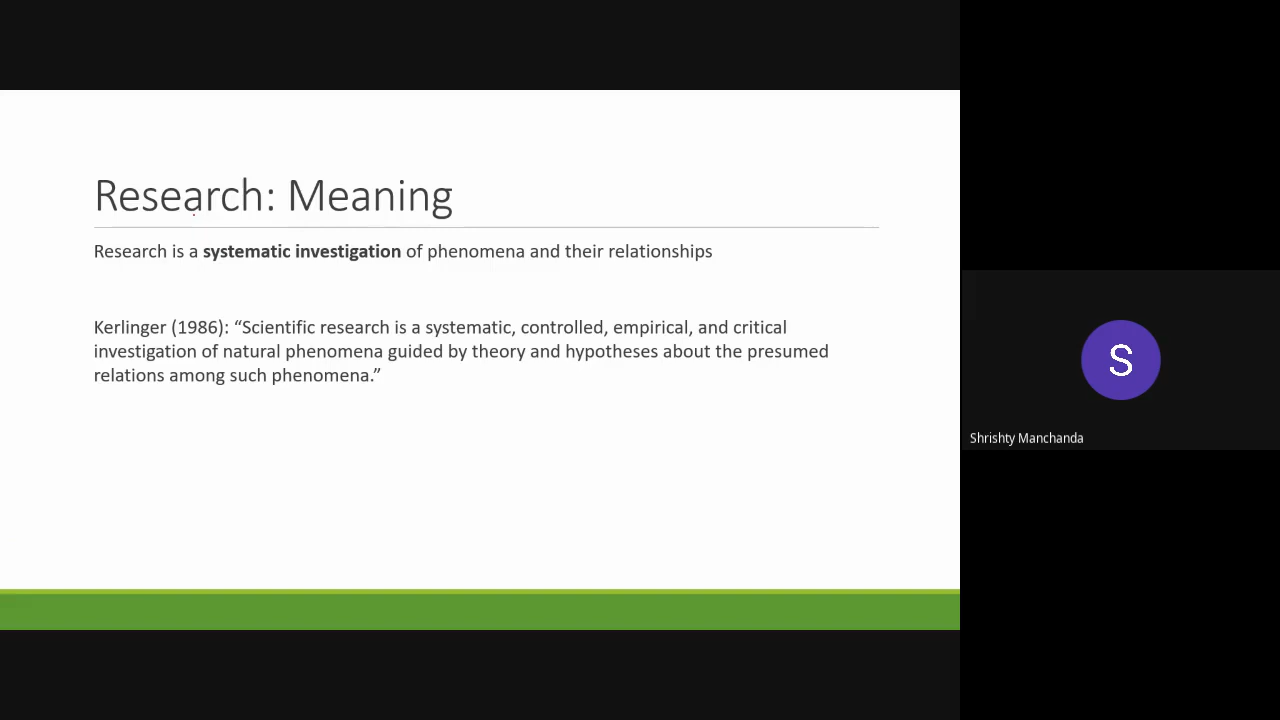 Research: Meaning
Research is a systematic investigation of phenomena and their relationships
Kerlinger (1986): “Scientific research is a systematic, controlled, empirical, and critical
investigation of natural phenomena guided by theory and hypotheses about the presumed
relations among such phenomena.”
S
Shrishty Manchanda